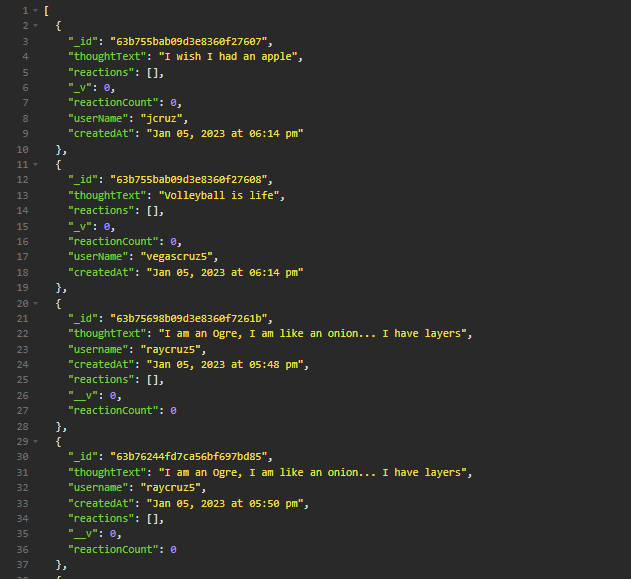 1 [
2 {
3 "_id": "63b755bab09d3e8360f27607",
4 "thoughtText": "I wish I had an apple",
5 "reactions": [],
6 "_v": 0,
7 "reactionCount": 0,
8 "userName": "jcruz",
9 "createdAt": "Jan 05, 2023 at 06:14 pm"
10 },
11 {
12 "_id": "63b755bab09d3e8360f27608",
13 "thoughtText": "Volleyball is life",
14 "reactions": [],
15 "_v": 0,
16 "reactionCount": 0,
17 "userName": "vegascruz5",
18 "createdAt": "Jan 05, 2023 at 06:14 pm"
19 },
20 {
21 "_id": "63b75698b09d3e8360f7261b",
22 "thoughtText": "I am an Ogre, I am like an onion... I have layers",
23 "username": "raycruz5",
24 "createdAt": "Jan 05, 2023 at 05:48 pm",
25 "reactions": [],
26 "__v": 0,
27 "reactionCount": 0
28 },
29 {
30 "_id": "63b76244fd7ca56bf697bd85",
31 "thoughtText": "I am an Ogre, I am like an onion... I have layers",
32 "username": "raycruz5",
33 "createdAt": "Jan 05, 2023 at 05:50 pm",
34 "reactions": [],
35 "__v": 0,
36 "reactionCount": 0
37 },